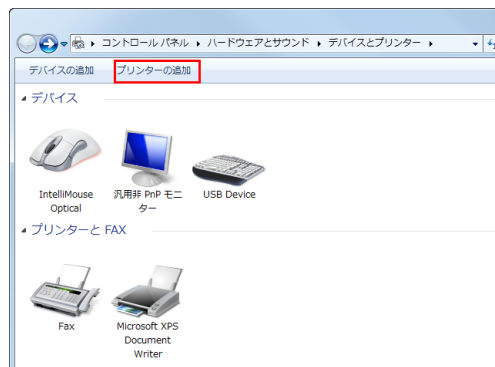 コントロール パネル ハードウェアとサウンド デバイスとプリンター
デバイスの追加 プリンターの追加
デバイス
IntelliMouse Optical
汎用非 PnP モニター
USB Device
プリンターと FAX
Fax
Microsoft XPS Document Writer